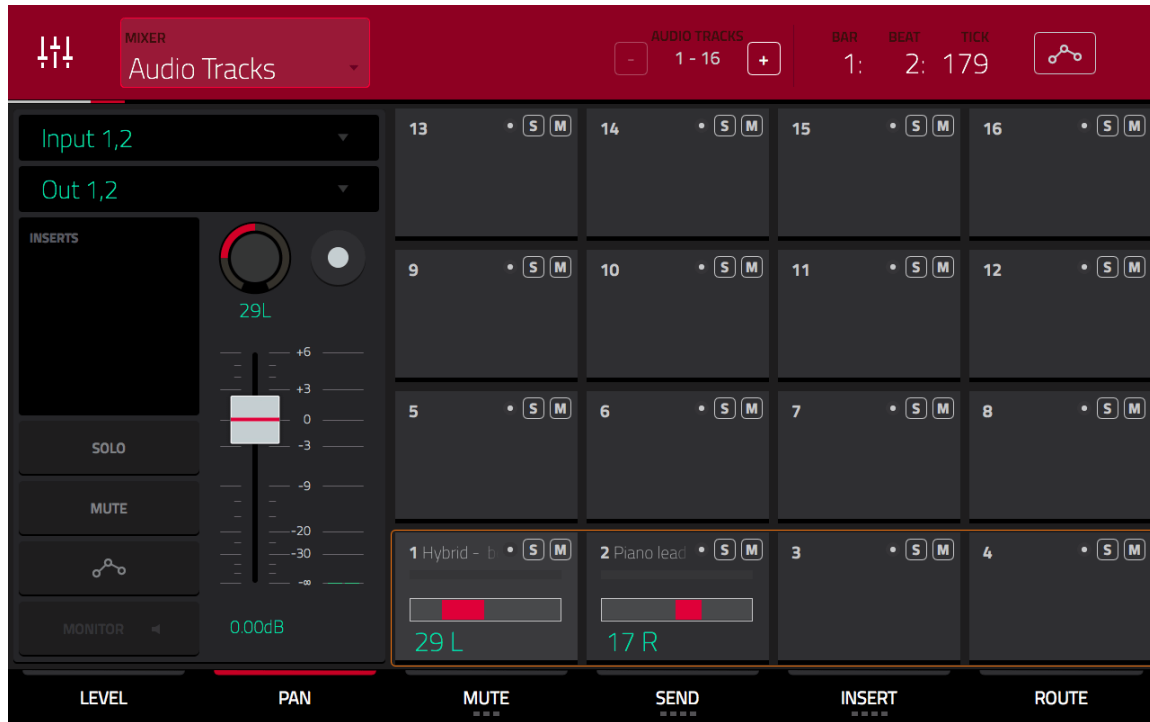 MIXER
Audio Tracks
AUDIO TRACKS
- 1 - 16 +
BAR BEAT TICK
1: 2: 179
Input 1,2
Out 1,2
INSERTS
29L
+6
+3
0
-3
-9
-20
-30
-∞
0.00dB
SOLO
MUTE
MONITOR
13 S M
14 S M
15 S M
16 S M
9 S M
10 S M
11 S M
12 S M
5 S M
6 S M
7 S M
8 S M
1 Hybrid - b S M
29 L
2 Piano lead S M
17 R
3 S M
4 S M
LEVEL
PAN
MUTE
SEND
INSERT
ROUTE